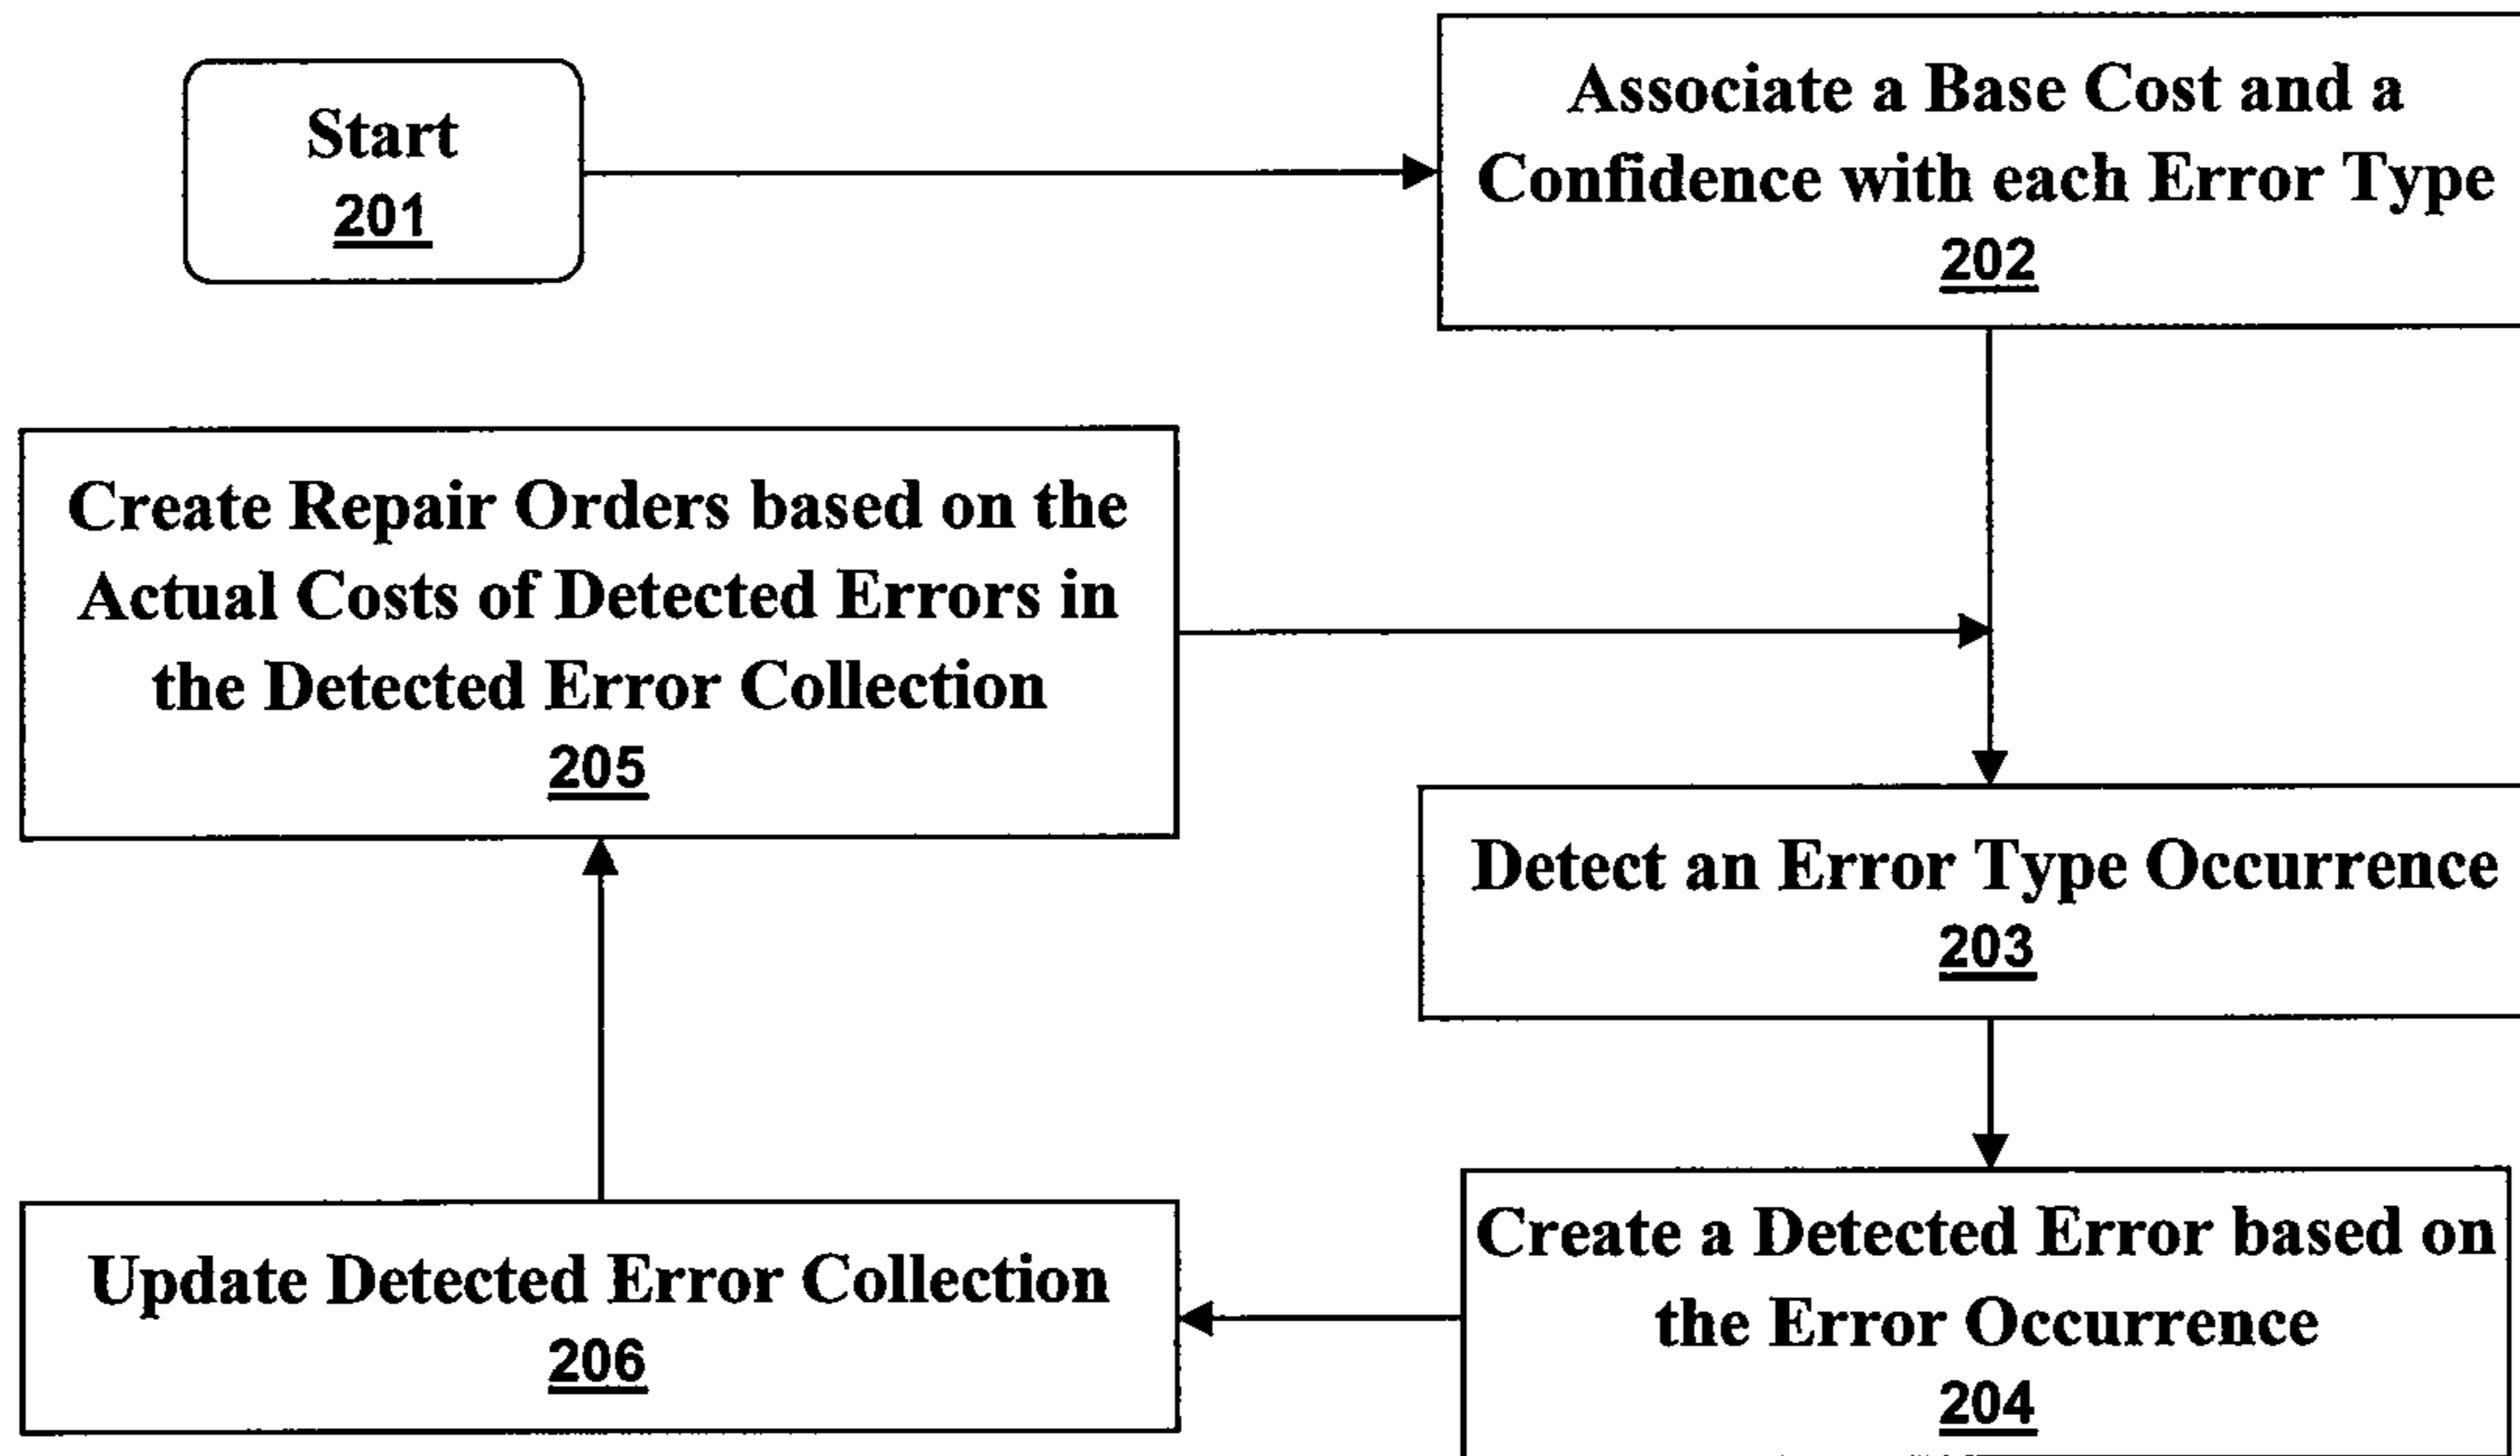 Start
201
Associate a Base Cost and a
Confidence with each Error Type
202
Create Repair Orders based on the
Actual Costs of Detected Errors in
the Detected Error Collection
205
Detect an Error Type Occurrence
203
Update Detected Error Collection
206
Create a Detected Error based on
the Error Occurrence
204